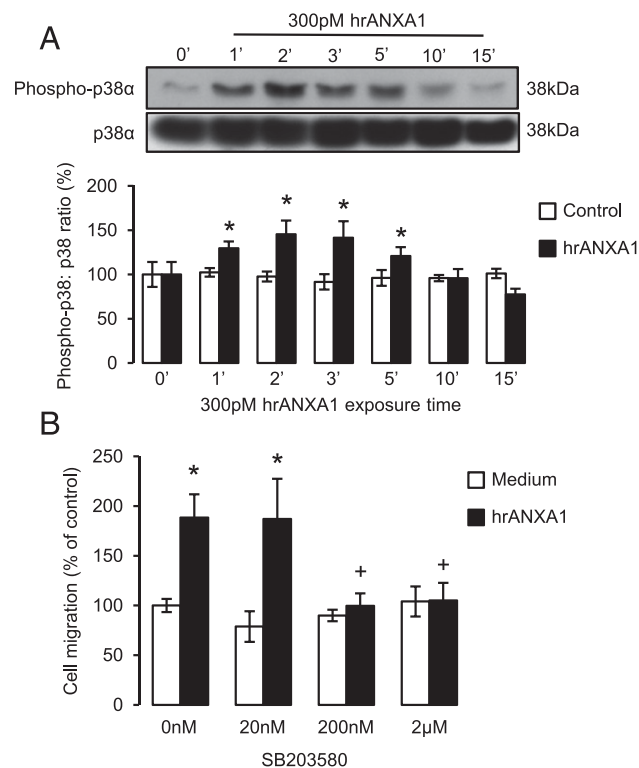 A
300pM hrANXA1
0' 1' 2' 3' 5' 10' 15'
Phospho-p38α 38kDa
p38α 38kDa
Phospho-p38: p38 ratio (%)
200
150
100
50
0
* * * *
Control
hrANXA1
0' 1' 2' 3' 5' 10' 15'
300pM hrANXA1 exposure time
B
Cell migration (% of control)
250
200
150
100
50
0
* * + +
Medium
hrANXA1
0nM 20nM 200nM 2μM
SB203580